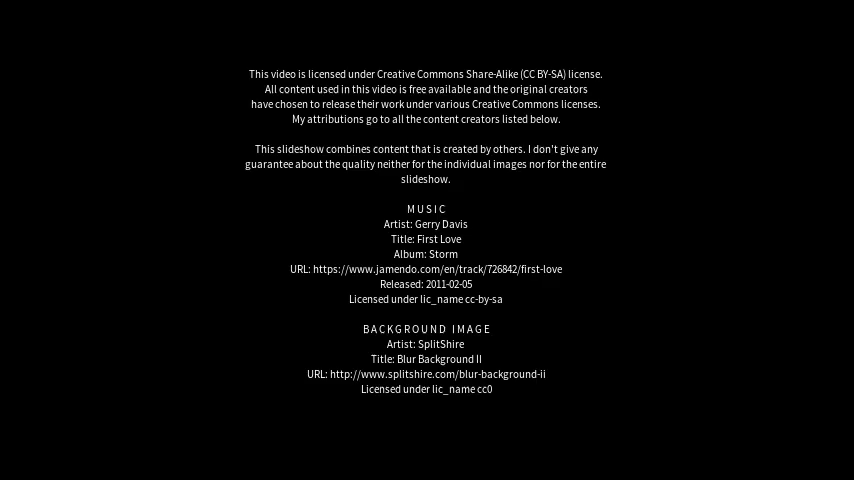 This video is licensed under Creative Commons Share-Alike (CC BY-SA) license.
All content used in this video is free available and the original creators
have chosen to release their work under various Creative Commons licenses.
My attributions go to all the content creators listed below.
This slideshow combines content that is created by others. I don't give any
guarantee about the quality neither for the individual images nor for the entire
slideshow.
MUSIC
Artist: Gerry Davis
Title: First Love
Album: Storm
URL: https://www.jamendo.com/en/track/726842/first-love
Released: 2011-02-05
Licensed under lic_name cc-by-sa
BACKGROUND IMAGE
Artist: SplitShire
Title: Blur Background II
URL: http://www.splitshire.com/blur-background-ii
Licensed under lic_name cc0